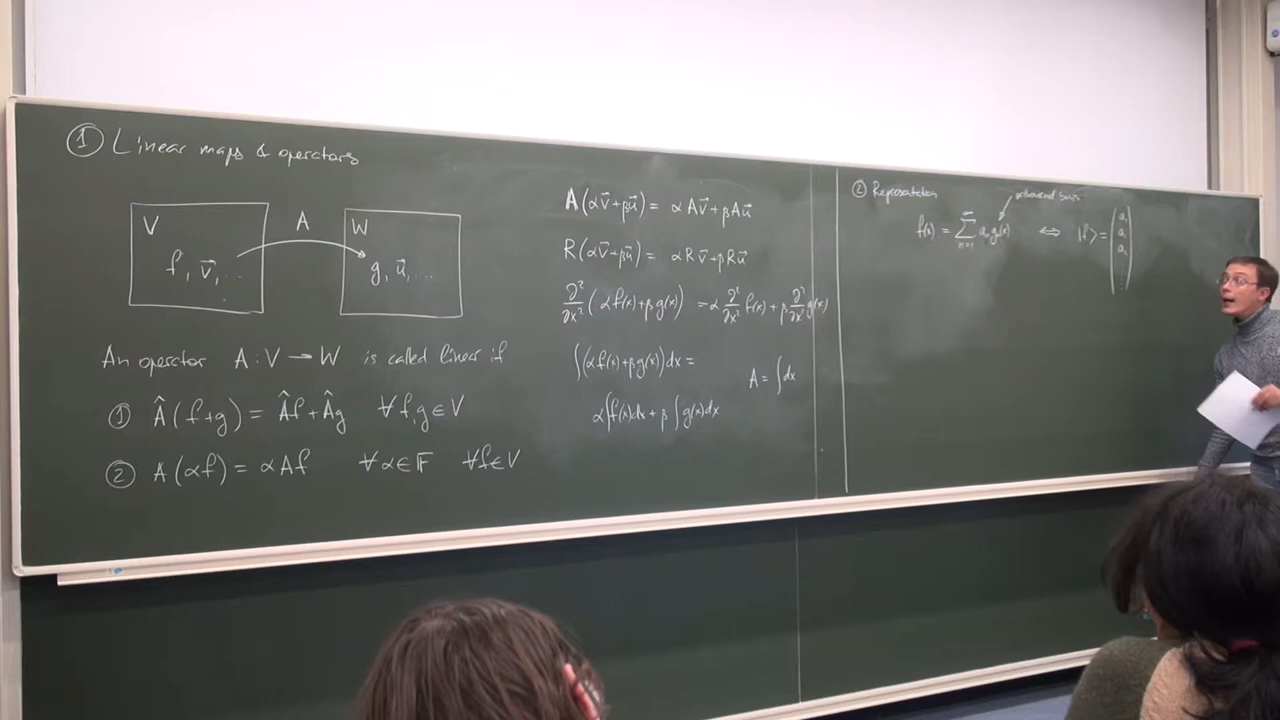 ① Linear maps & operators
V
A
W
f, v⃗, ..
g, u⃗, ...
An operator A : V → W is called linear if
① Â(f+g) = Âf + Âg ∀ f,g ∈ V
② A(αf) = αAf ∀ α ∈ 𝔽 ∀f ∈ V
A(αv⃗+βu⃗) = αAv⃗+βAu⃗
R(αv⃗+βu⃗) = αRv⃗+βRu⃗
∂²/∂x² (αf(x)+βg(x)) = α ∂²/∂x² f(x) + β ∂²/∂x² g(x)
∫(αf(x)+βg(x))dx =
α∫f(x)dx + β∫g(x)dx
A = ∫dx
②
f(x) = ∑ₙ₌₁^∞ aₙgₙ(x) ⇔ |f> =